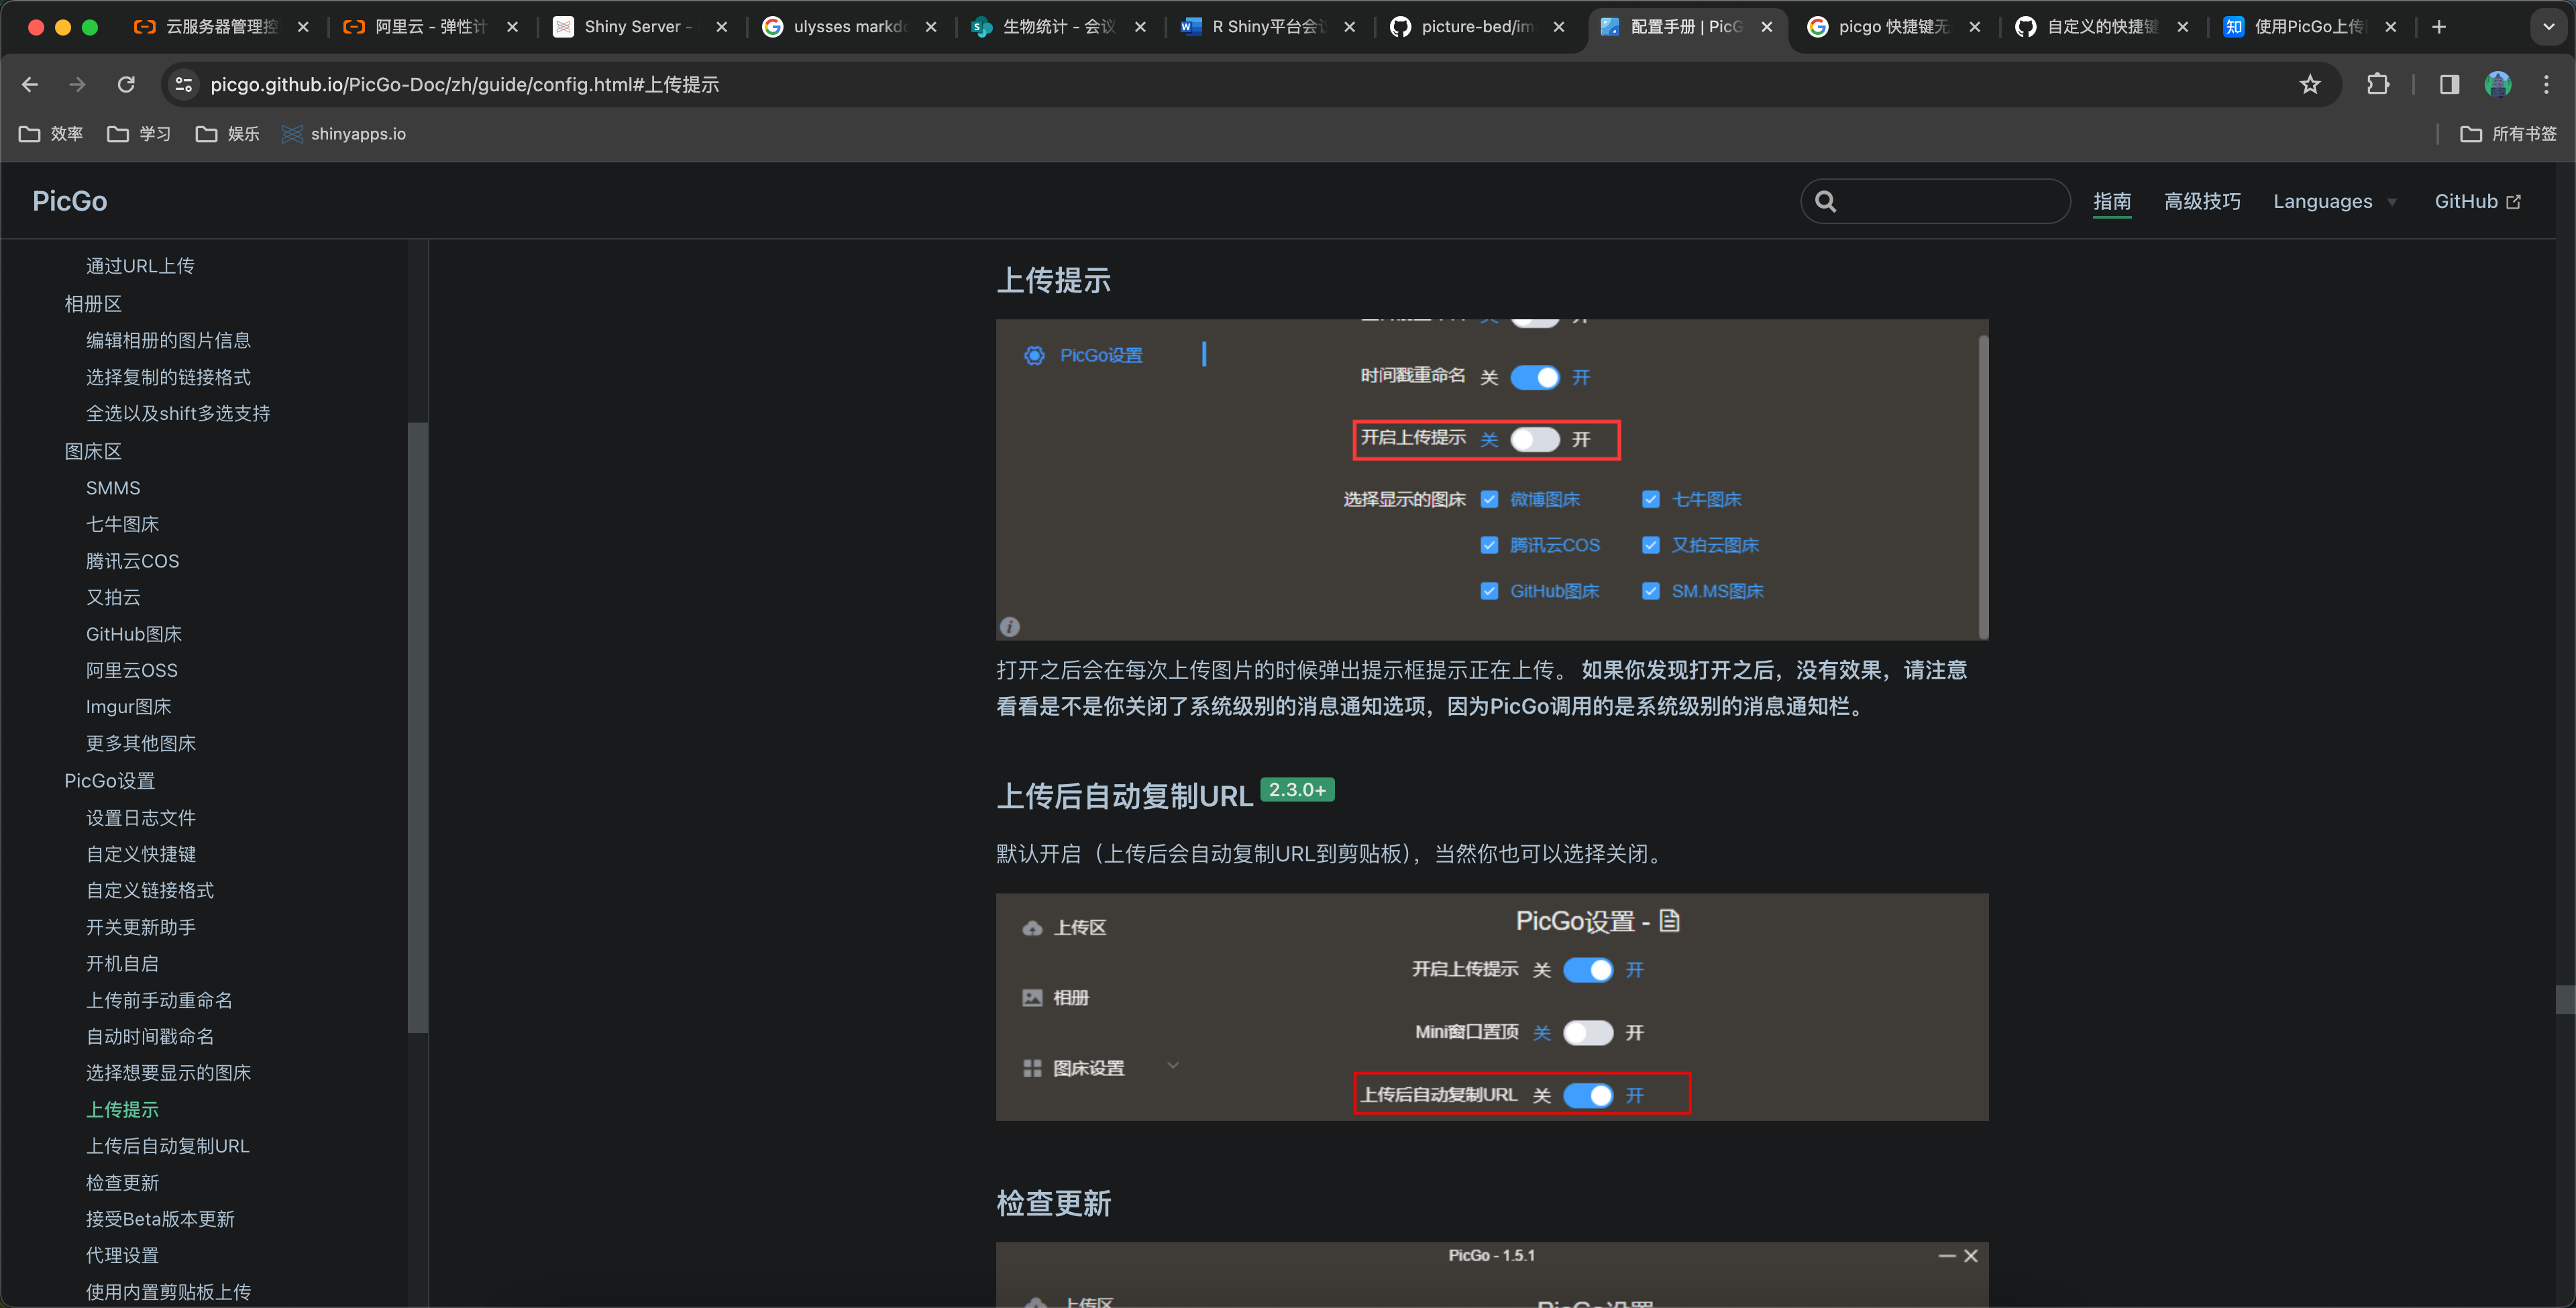 云服务器管理控
阿里云 - 弹性计
Shiny Server -
ulysses markdo
生物统计 - 会议
R Shiny平台会议
picture-bed/im
配置手册 | PicG
picgo 快捷键无
自定义的快捷键
知 使用PicGo上传
picgo.github.io/PicGo-Doc/zh/guide/config.html#上传提示
效率
学习
娱乐
shinyapps.io
所有书签
PicGo
指南
高级技巧
Languages
GitHub
通过URL上传
相册区
编辑相册的图片信息
选择复制的链接格式
全选以及shift多选支持
图床区
SMMS
七牛图床
腾讯云COS
又拍云
GitHub图床
阿里云OSS
Imgur图床
更多其他图床
PicGo设置
设置日志文件
自定义快捷键
自定义链接格式
开关更新助手
开机自启
上传前手动重命名
自动时间戳命名
选择想要显示的图床
上传提示
上传后自动复制URL
检查更新
接受Beta版本更新
代理设置
使用内置剪贴板上传
上传提示
PicGo设置
时间戳重命名 关 开
开启上传提示 关 开
选择显示的图床 微博图床 七牛图床
腾讯云COS 又拍云图床
GitHub图床 SM.MS图床
打开之后会在每次上传图片的时候弹出提示框提示正在上传。 如果你发现打开之后，没有效果，请注意
看看是不是你关闭了系统级别的消息通知选项，因为PicGo调用的是系统级别的消息通知栏。
上传后自动复制URL 2.3.0+
默认开启（上传后会自动复制URL到剪贴板），当然你也可以选择关闭。
PicGo设置 -
上传区
开启上传提示 关 开
相册
Mini窗口置顶 关 开
图床设置
上传后自动复制URL 关 开
检查更新
PicGo - 1.5.1
上传区
PicGo设置